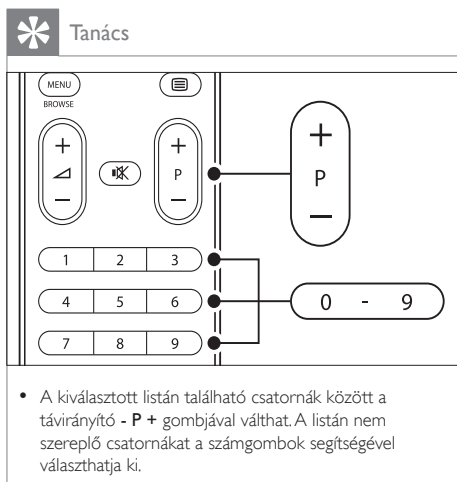 Tanács
MENU
BROWSE
+ +
P
— —
1 2 3
4 5 6
7 8 9
+
P
—
0 - 9
• A kiválasztott listán található csatornák között a
távirányító - P + gombjával válthat. A listán nem
szereplő csatornákat a számgombok segítségével
választhatja ki.